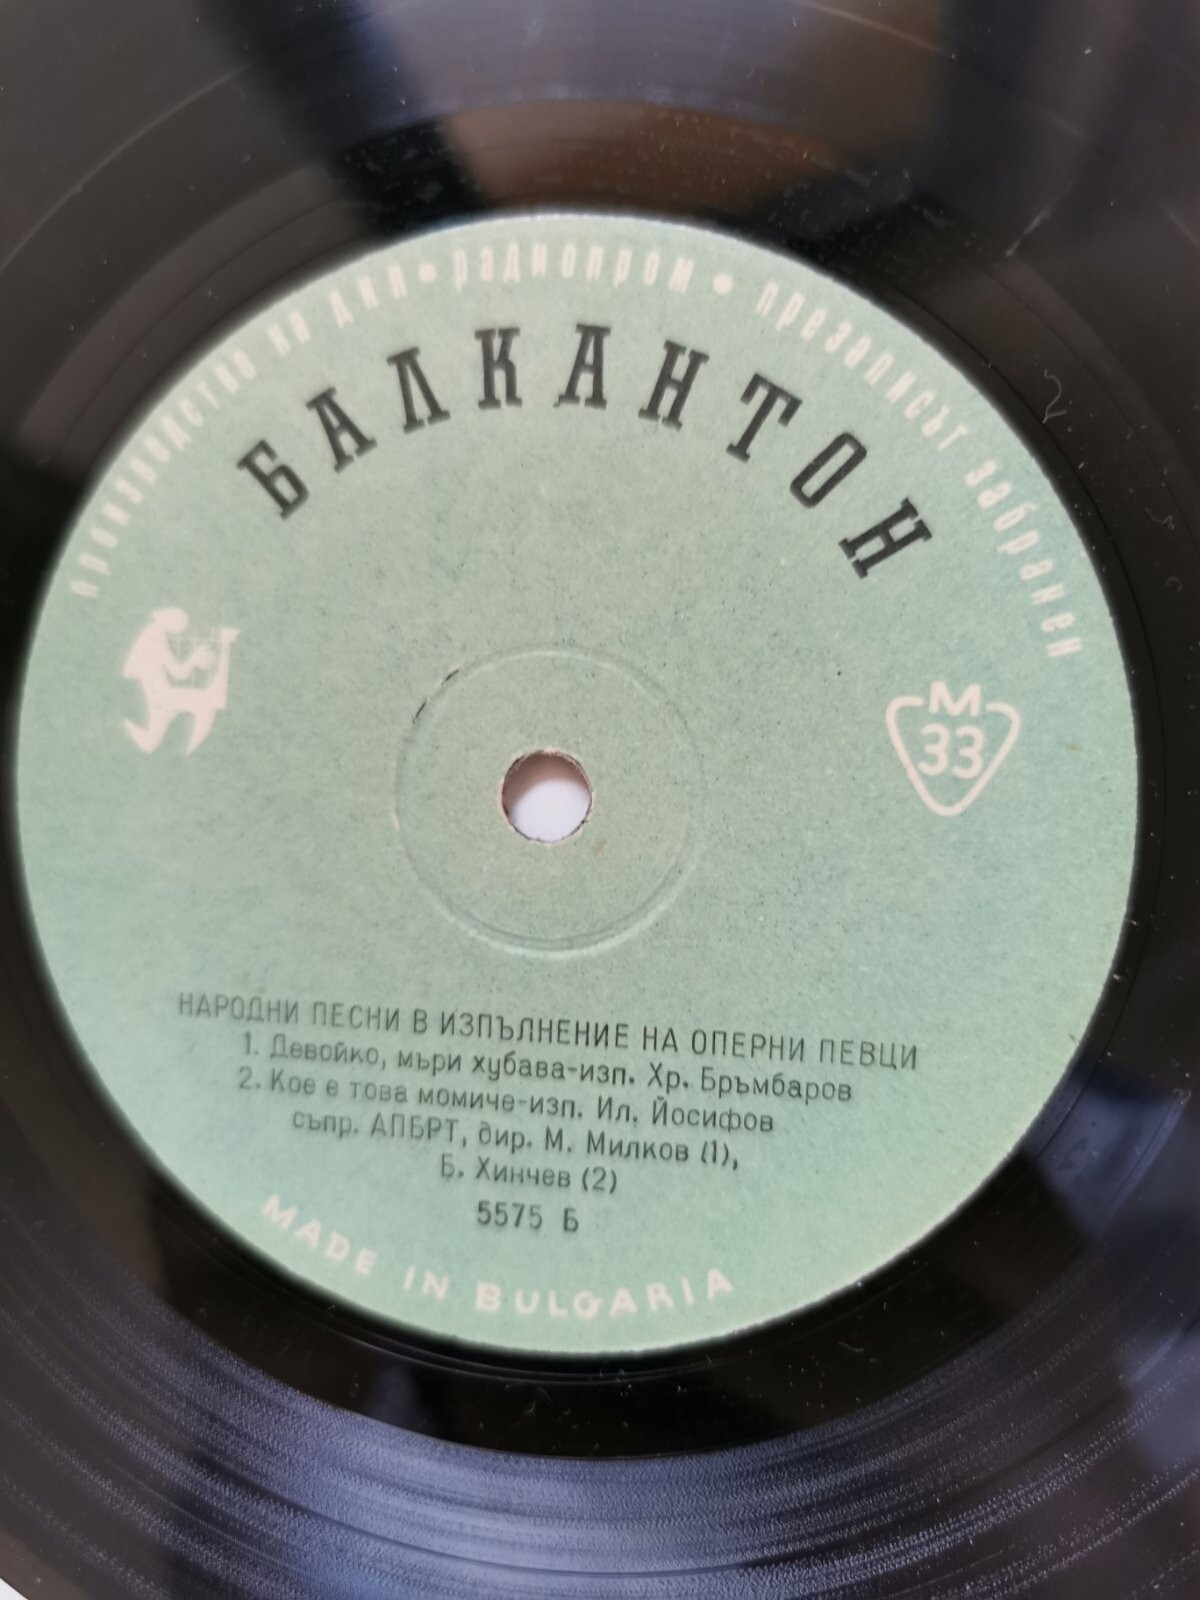 производство на дкп • радиопром • презаписът забранен
БАЛКАНТОН
М
33
НАРОДНИ ПЕСНИ В ИЗПЪЛНЕНИЕ НА ОПЕРНИ ПЕВЦИ
1. Девойко, мъри хубава-изп. Хр. Бръмбаров
2. Кое е това момиче-изп. Ил. Йосифов
съпр. АПБРТ, дир. М. Милков (1),
Б. Хинчев (2)
5575 Б
MADE IN BULGARIA